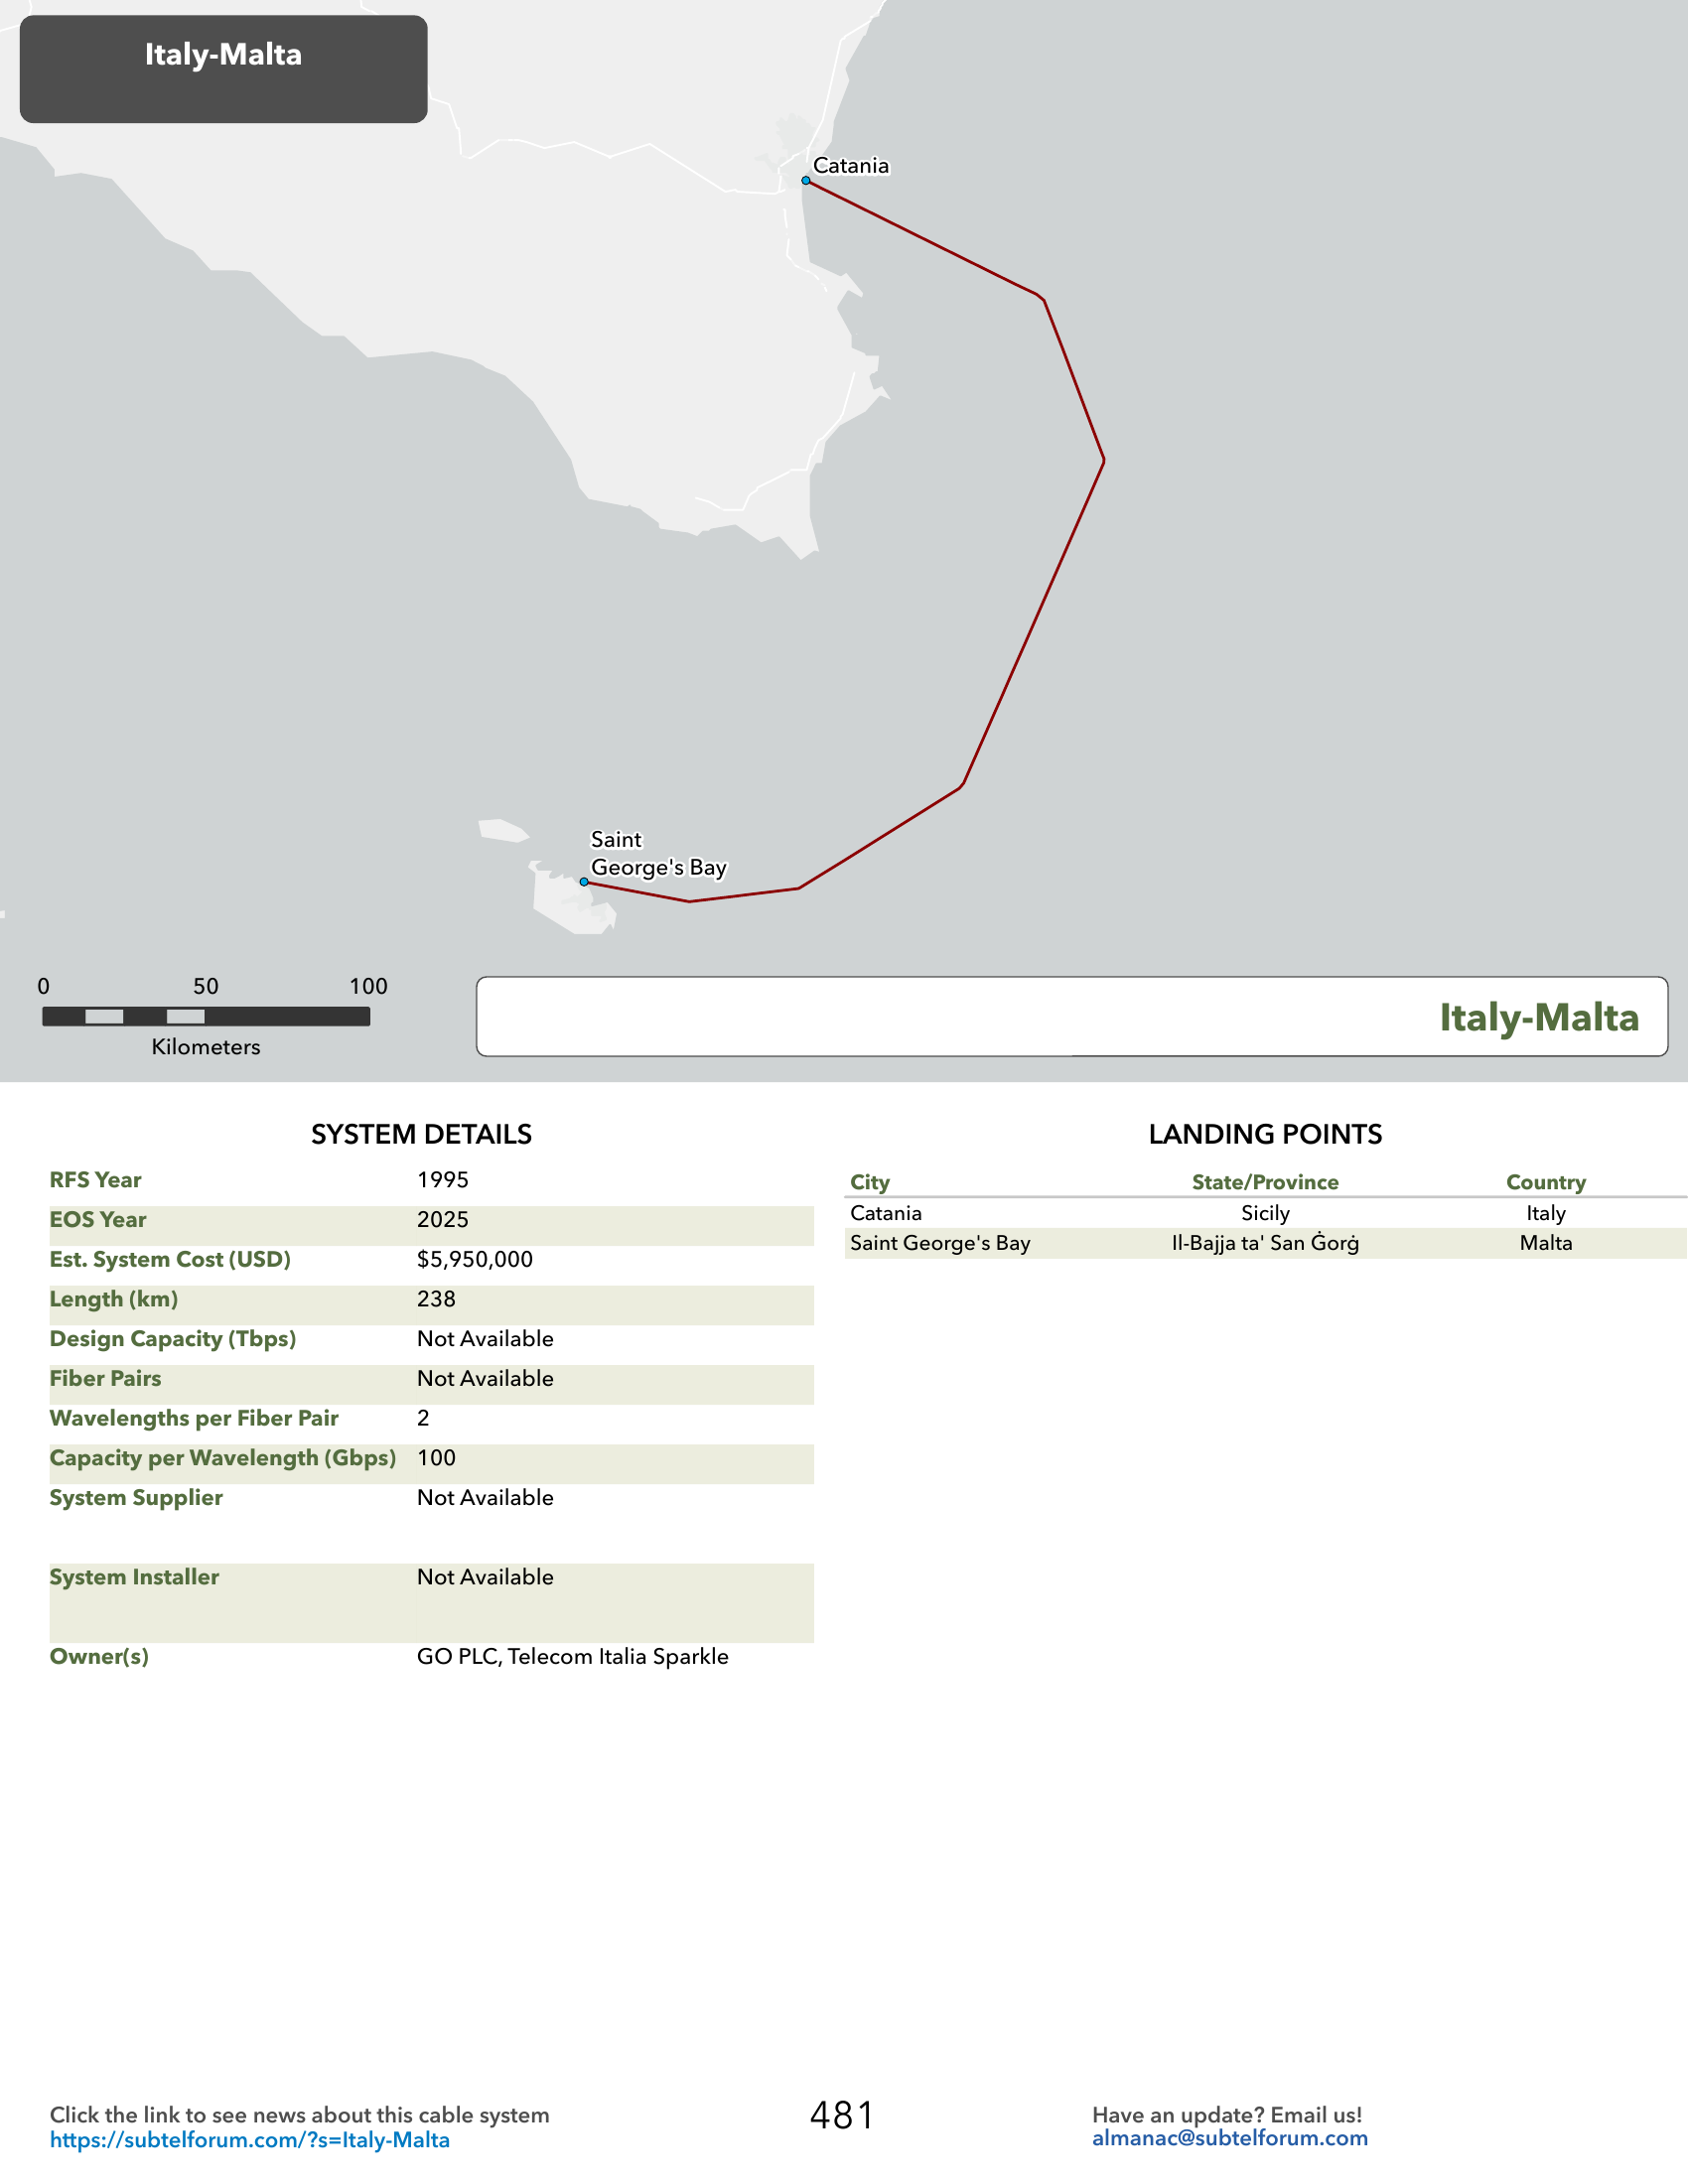 Italy-Malta
Catania
Saint
George's Bay
0 50 100
Kilometers
Italy-Malta
SYSTEM DETAILS
RFS Year 1995
EOS Year 2025
Est. System Cost (USD) $5,950,000
Length (km) 238
Design Capacity (Tbps) Not Available
Fiber Pairs Not Available
Wavelengths per Fiber Pair 2
Capacity per Wavelength (Gbps) 100
System Supplier Not Available
System Installer Not Available
Owner(s) GO PLC, Telecom Italia Sparkle
LANDING POINTS
City State/Province Country
Catania Sicily Italy
Saint George's Bay Il-Bajja ta' San Ġorġ Malta
Click the link to see news about this cable system
https://subtelforum.com/?s=Italy-Malta
481
Have an update? Email us!
almanac@subtelforum.com